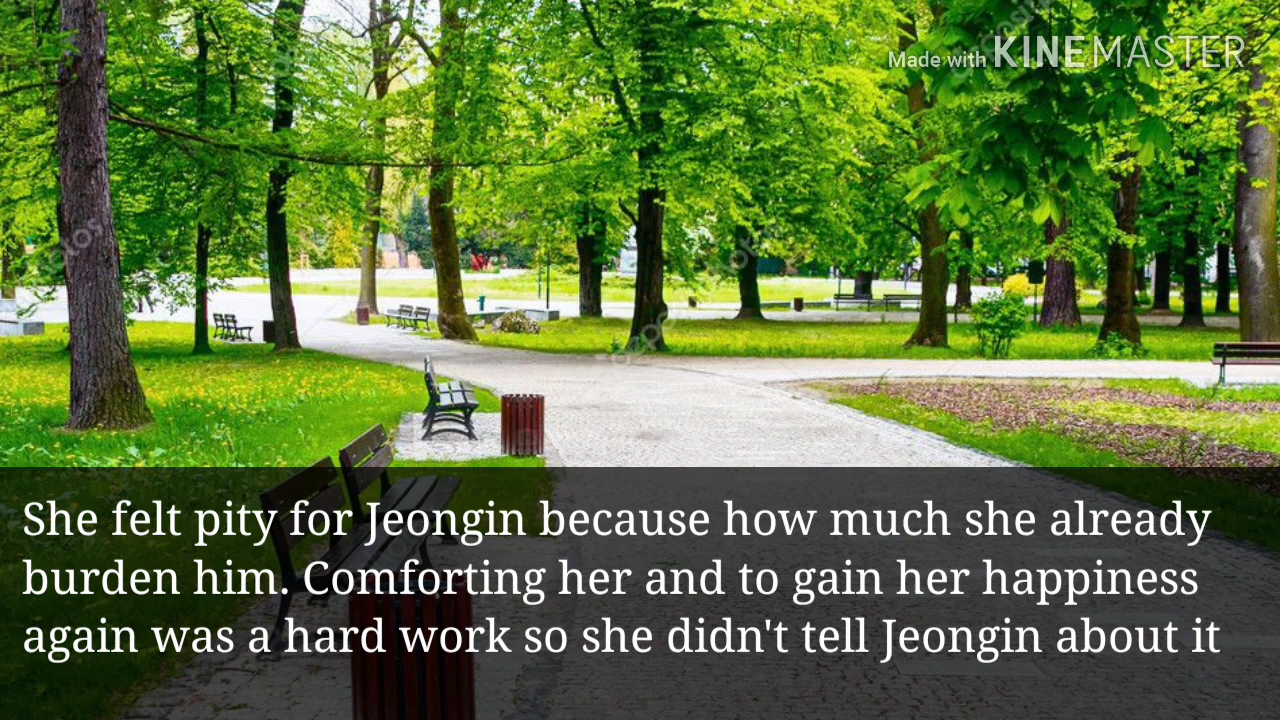 Made with KINEMASTER
She felt pity for Jeongin because how much she already
burden him. Comforting her and to gain her happiness
again was a hard work so she didn't tell Jeongin about it